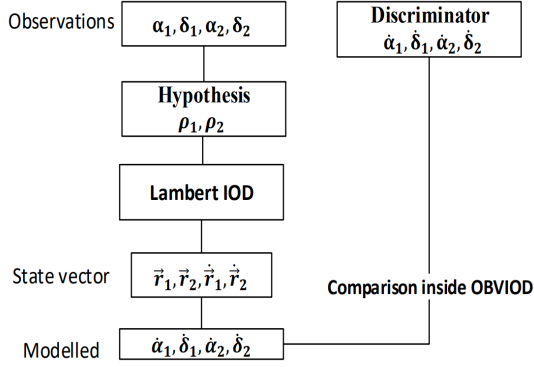 Observations
α₁, δ₁, α₂, δ₂
Discriminator
α̇₁, δ̇₁, α̇₂, δ̇₂
Hypothesis
ρ₁, ρ₂
Lambert IOD
State vector
r⃗₁, r⃗₂, ṙ⃗₁, ṙ⃗₂
Comparison inside OBVIOD
Modelled
α̇₁, δ̇₁, α̇₂, δ̇₂